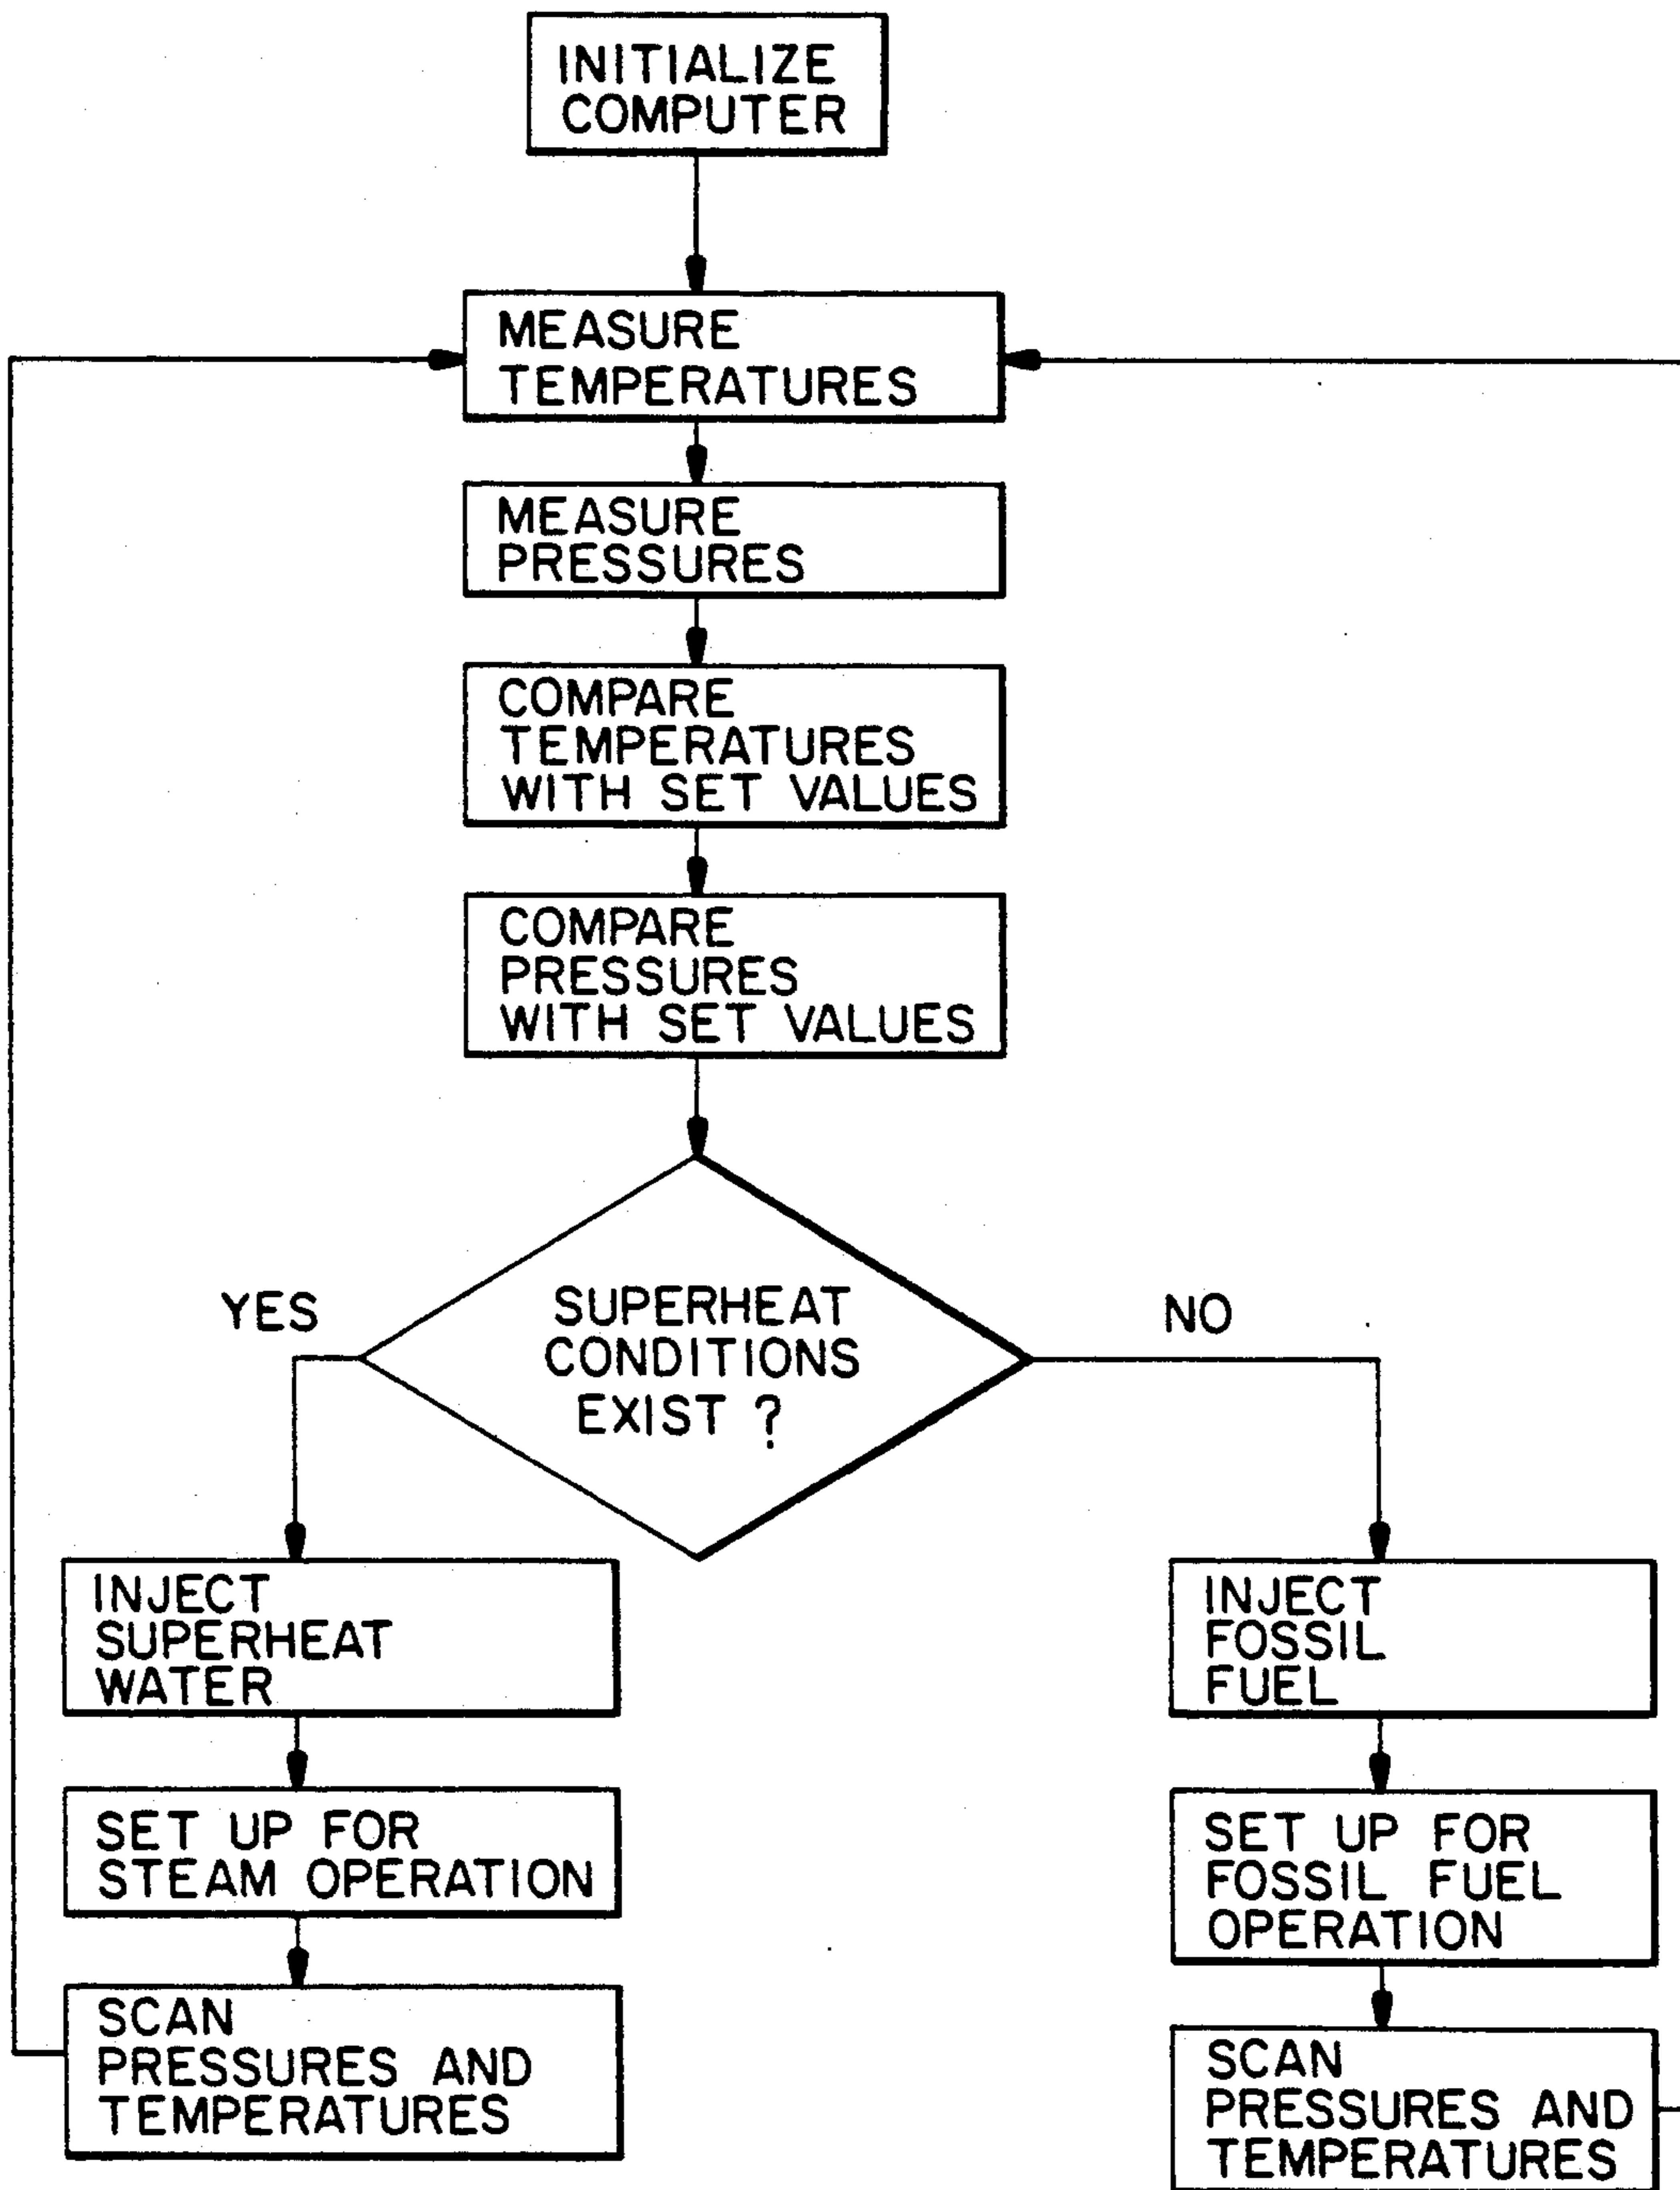 INITIALIZE
COMPUTER
MEASURE
TEMPERATURES
MEASURE
PRESSURES
COMPARE
TEMPERATURES
WITH SET VALUES
COMPARE
PRESSURES
WITH SET VALUES
SUPERHEAT
CONDITIONS
EXIST ?
YES
NO
INJECT
SUPERHEAT
WATER
SET UP FOR
STEAM OPERATION
SCAN
PRESSURES AND
TEMPERATURES
INJECT
FOSSIL
FUEL
SET UP FOR
FOSSIL FUEL
OPERATION
SCAN
PRESSURES AND
TEMPERATURES